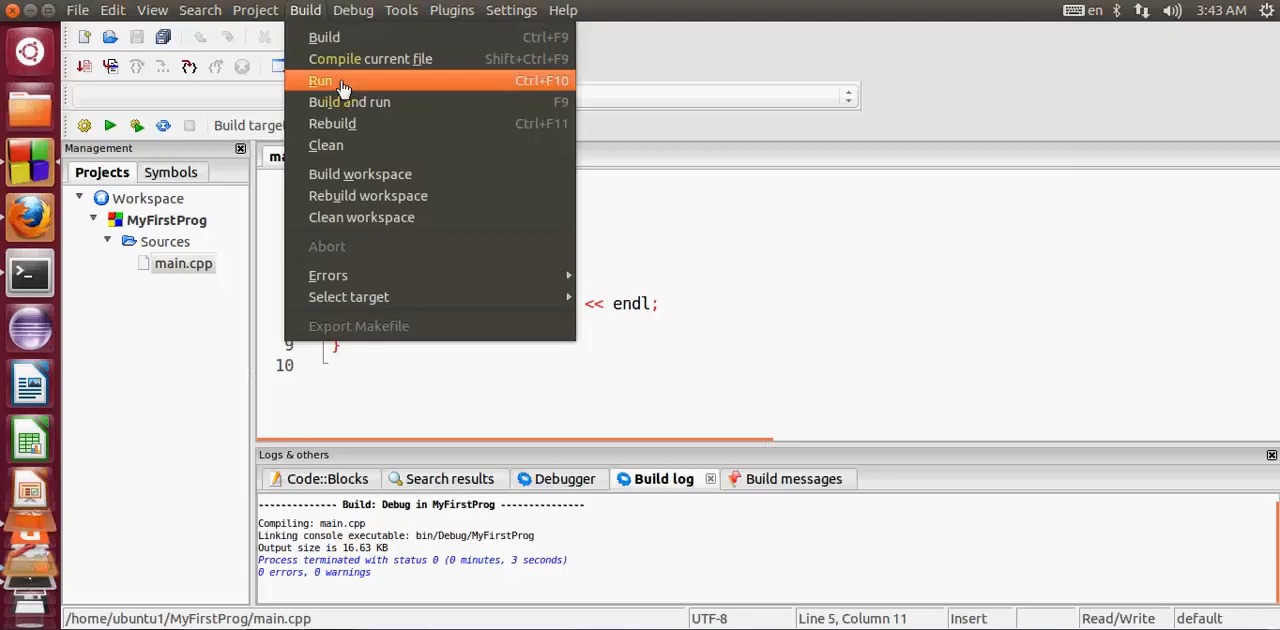 File Edit View Search Project Build Debug Tools Plugins Settings Help en 3:43 AM
Build Ctrl+F9
Compile current file Shift+Ctrl+F9
Run Ctrl+F10
Build and run F9
Build targe
Rebuild Ctrl+F11
Clean
Build workspace
Rebuild workspace
Clean workspace
Abort
Errors
Select target
Export Makefile
Management
Projects Symbols
Workspace
MyFirstProg
Sources
main.cpp
ma
<< endl;
9 }
10
Logs & others
Code::Blocks Search results Debugger Build log Build messages
-------------- Build: Debug in MyFirstProg ---------------
Compiling: main.cpp
Linking console executable: bin/Debug/MyFirstProg
Output size is 16.63 KB
Process terminated with status 0 (0 minutes, 3 seconds)
0 errors, 0 warnings
/home/ubuntu1/MyFirstProg/main.cpp UTF-8 Line 5, Column 11 Insert Read/Write default